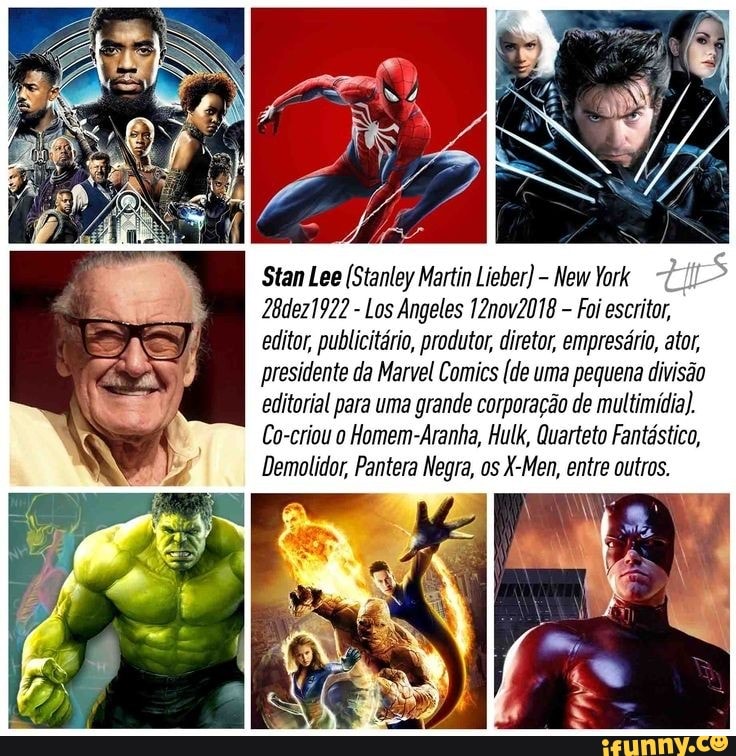 Stan Lee (Stanley Martin Lieber) – New York
28dez1922 - Los Angeles 12nov2018 – Foi escritor,
editor, publicitário, produtor, diretor, empresário, ator,
presidente da Marvel Comics (de uma pequena divisão
editorial para uma grande corporação de multimídia).
Co-criou o Homem-Aranha, Hulk, Quarteto Fantástico,
Demolidor, Pantera Negra, os X-Men, entre outros.
ifunny.co